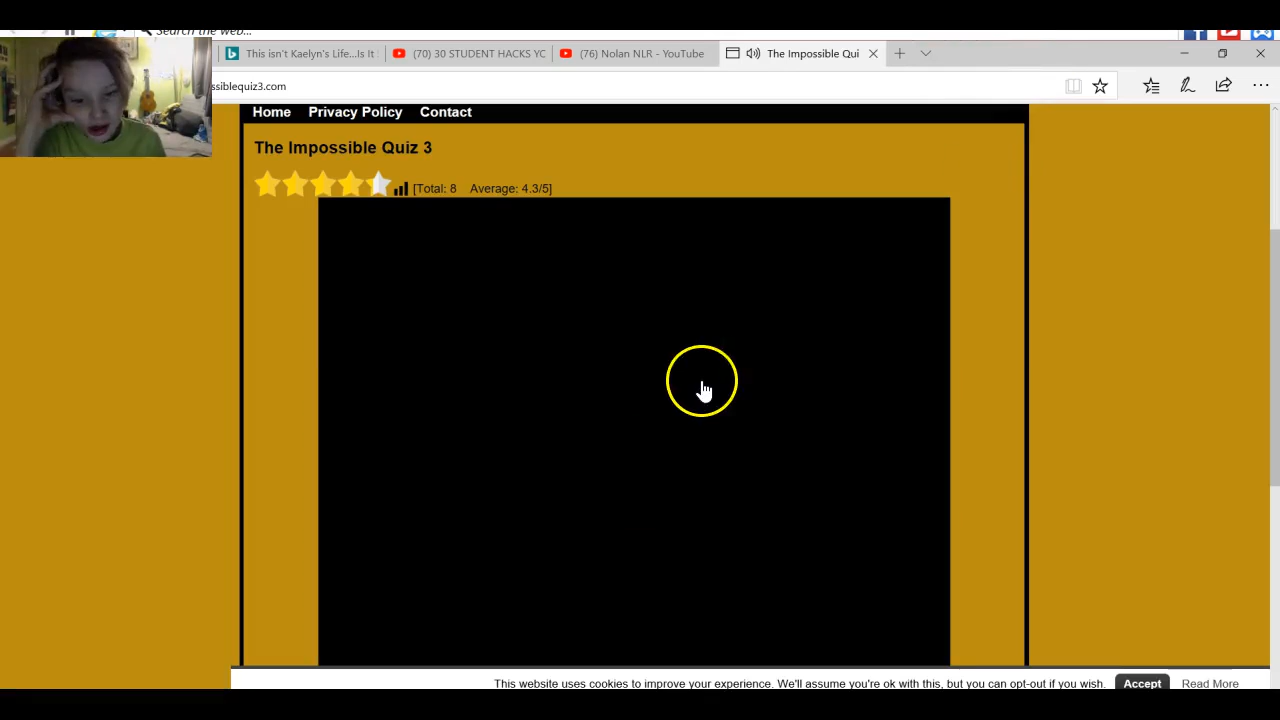 Search the web...
This isn't Kaelyn's Life...Is It
(70) 30 STUDENT HACKS YC
(76) Nolan NLR - YouTube
The Impossible Qui
ssiblequiz3.com
Home Privacy Policy Contact
The Impossible Quiz 3
[Total: 8 Average: 4.3/5]
This website uses cookies to improve your experience. We'll assume you're ok with this, but you can opt-out if you wish. Accept Read More